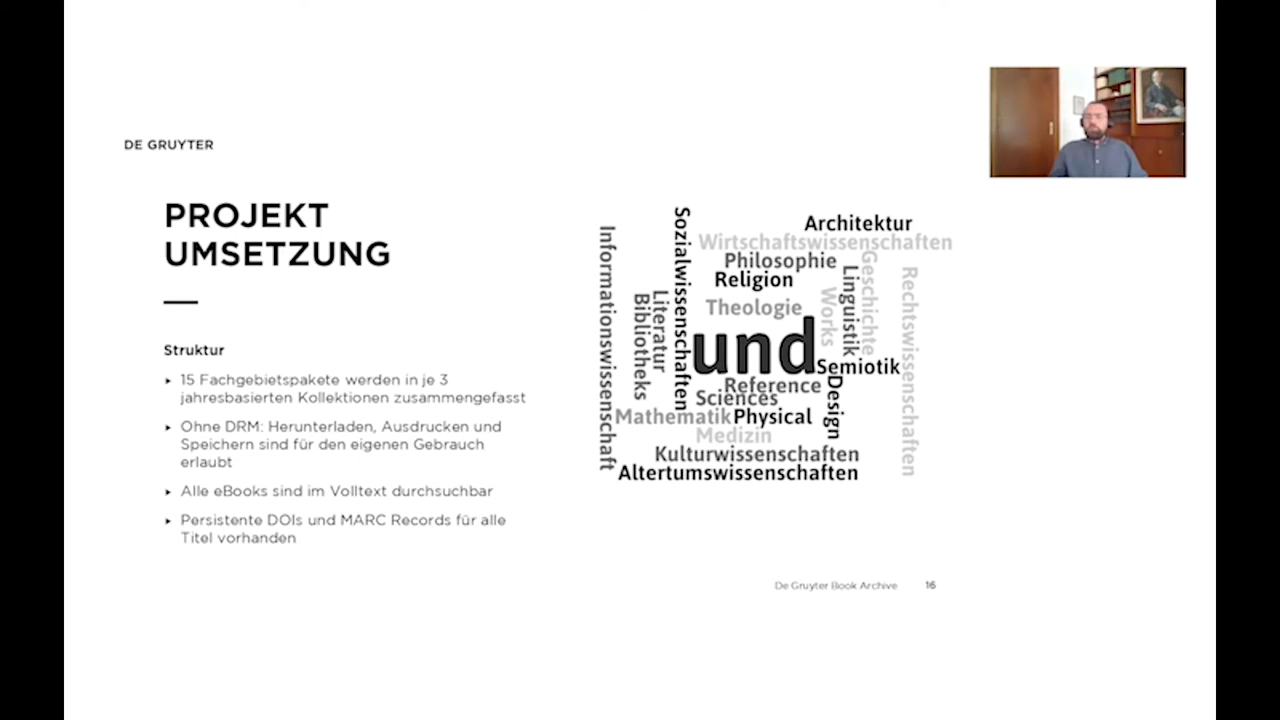 DE GRUYTER
PROJEKT
UMSETZUNG
Struktur
15 Fachgebietspakete werden in je 3
jahresbasierten Kollektionen zusammengefasst
Ohne DRM: Herunterladen, Ausdrucken und
Speichern sind für den eigenen Gebrauch
erlaubt
Alle eBooks sind im Volltext durchsuchbar
Persistente DOIs und MARC Records für alle
Titel vorhanden
Informationswissenschaft
Bibliotheks
Literatur
Sozialwissenschaften
Architektur
Wirtschaftswissenschaften
Philosophie
Religion
Theologie
Works
Linguistik
Geschichte
Rechtswissenschaften
und
Semiotik
Reference
Sciences
Design
Mathematik
Physical
Medizin
Kulturwissenschaften
Altertumswissenschaften
De Gruyter Book Archive
16